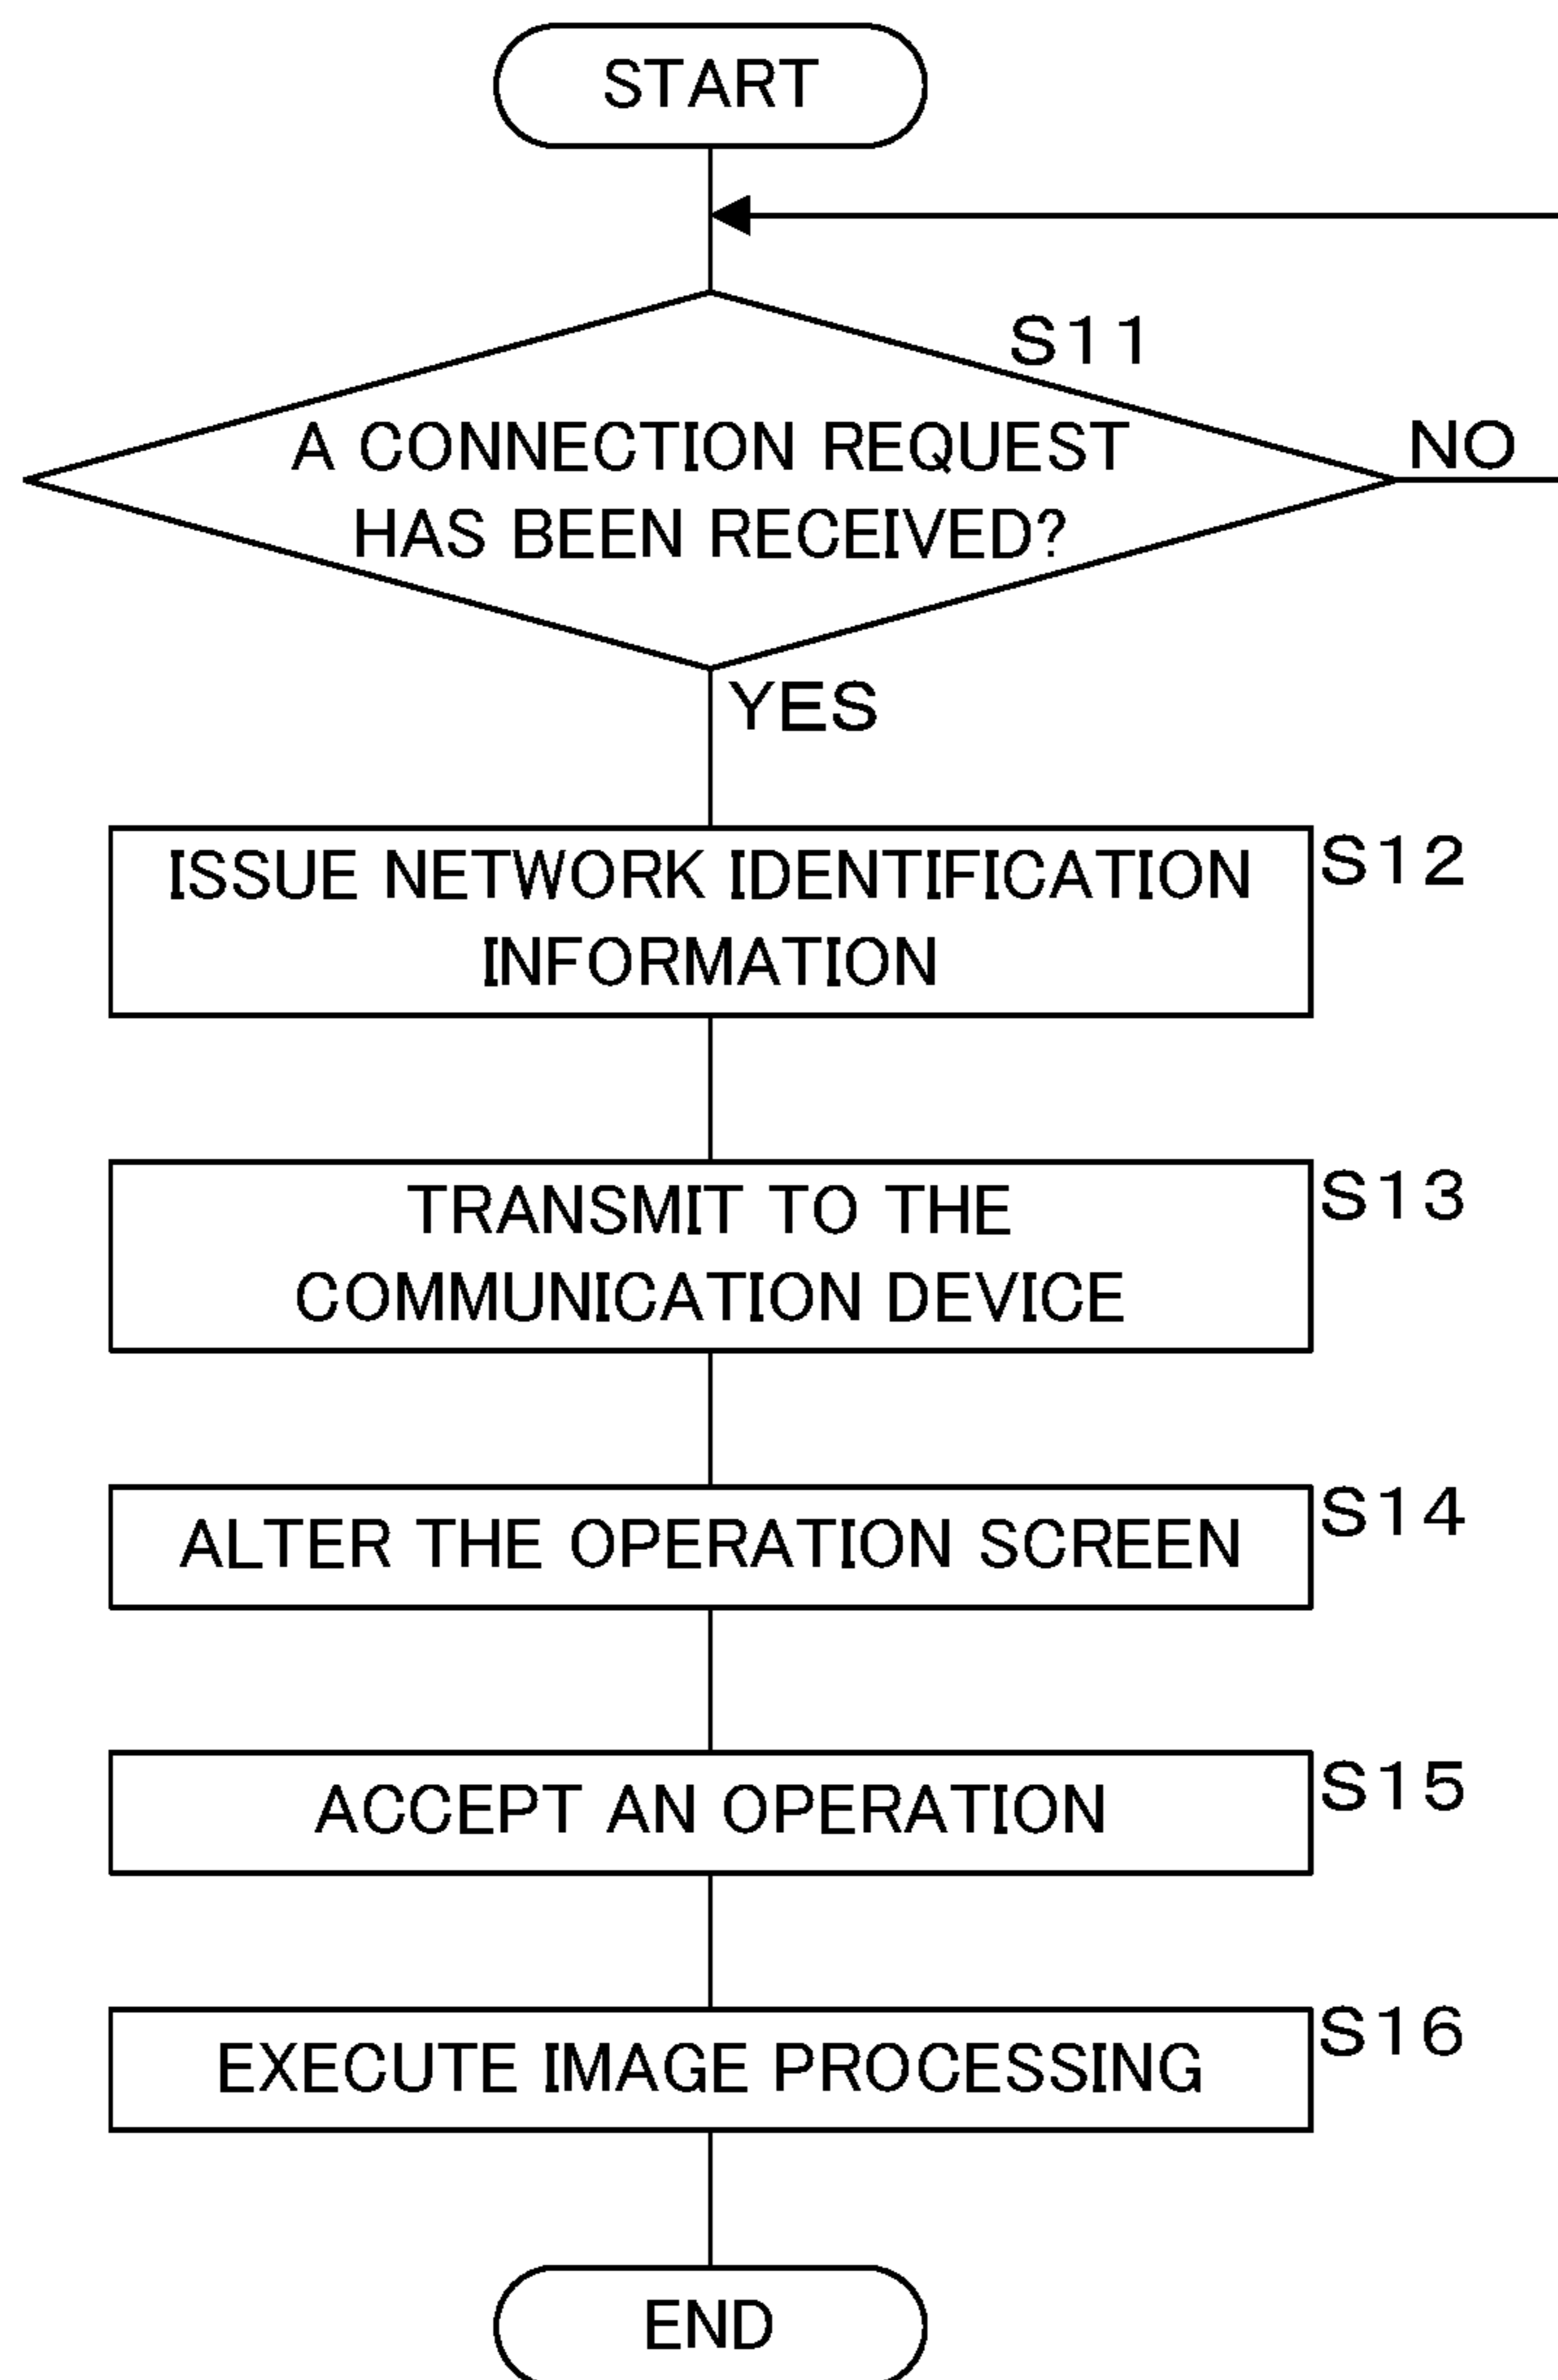 START
S11
A CONNECTION REQUEST
HAS BEEN RECEIVED?
NO
YES
ISSUE NETWORK IDENTIFICATION
INFORMATION
S12
TRANSMIT TO THE
COMMUNICATION DEVICE
S13
ALTER THE OPERATION SCREEN
S14
ACCEPT AN OPERATION
S15
EXECUTE IMAGE PROCESSING
S16
END